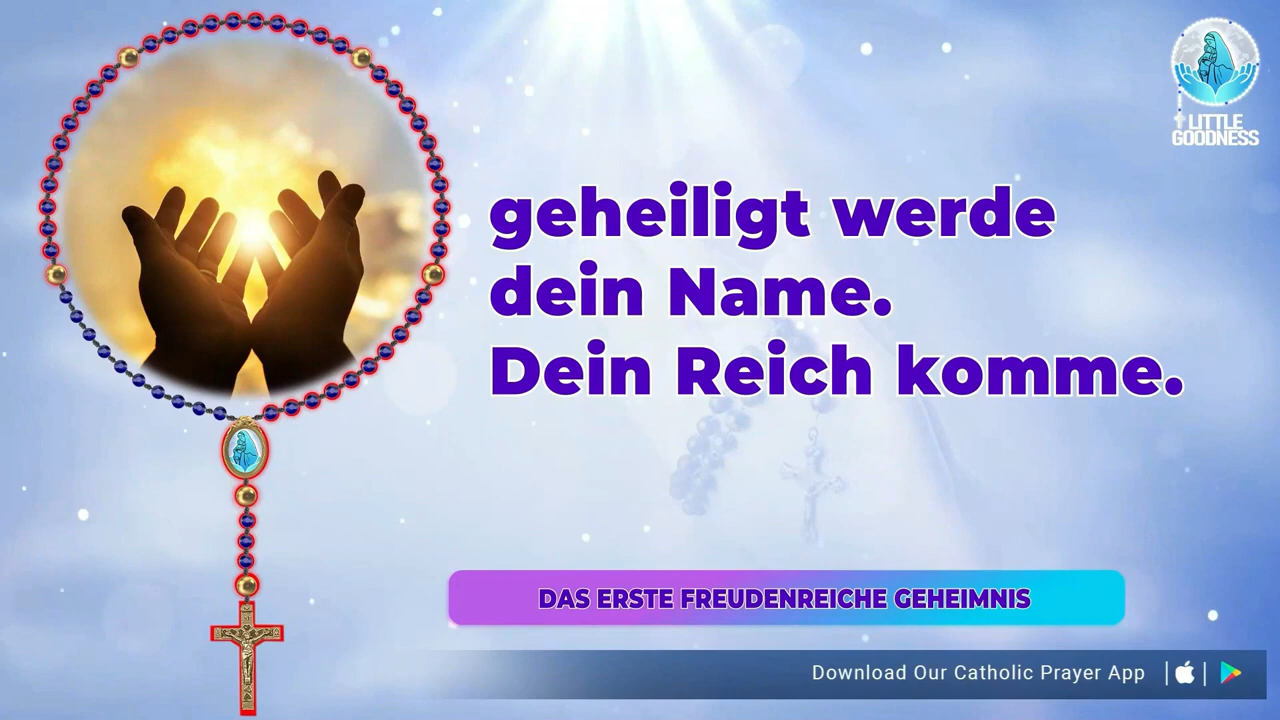 LITTLE
GOODNESS
geheiligt werde
dein Name.
Dein Reich komme.
DAS ERSTE FREUDENREICHE GEHEIMNIS
Download Our Catholic Prayer App